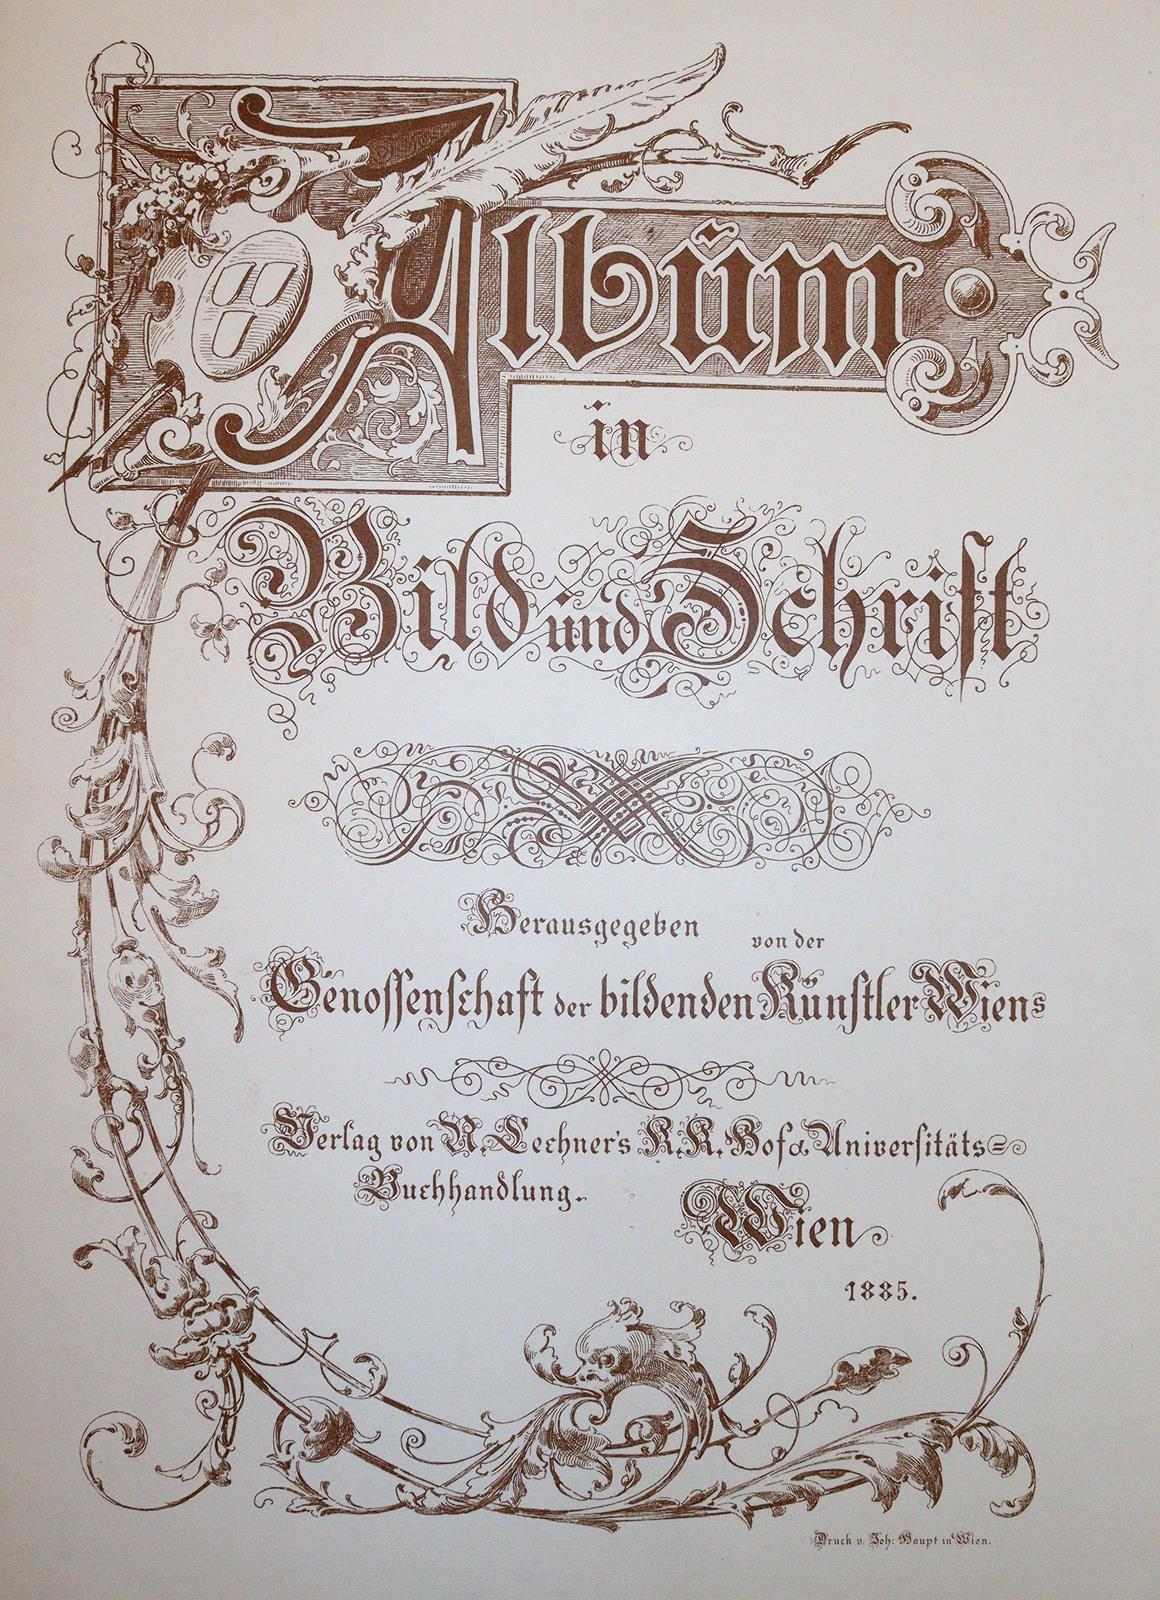 Albŭm
in
Bild und Schrift
Herausgegeben von der
Genossenschaft der bildenden Künstler Wiens
Verlag von R. Lechner's K. K. Hof & Universitäts=
Buchhandlung.
Wien
1885.
Druck v. Joh: Haupt in Wien.